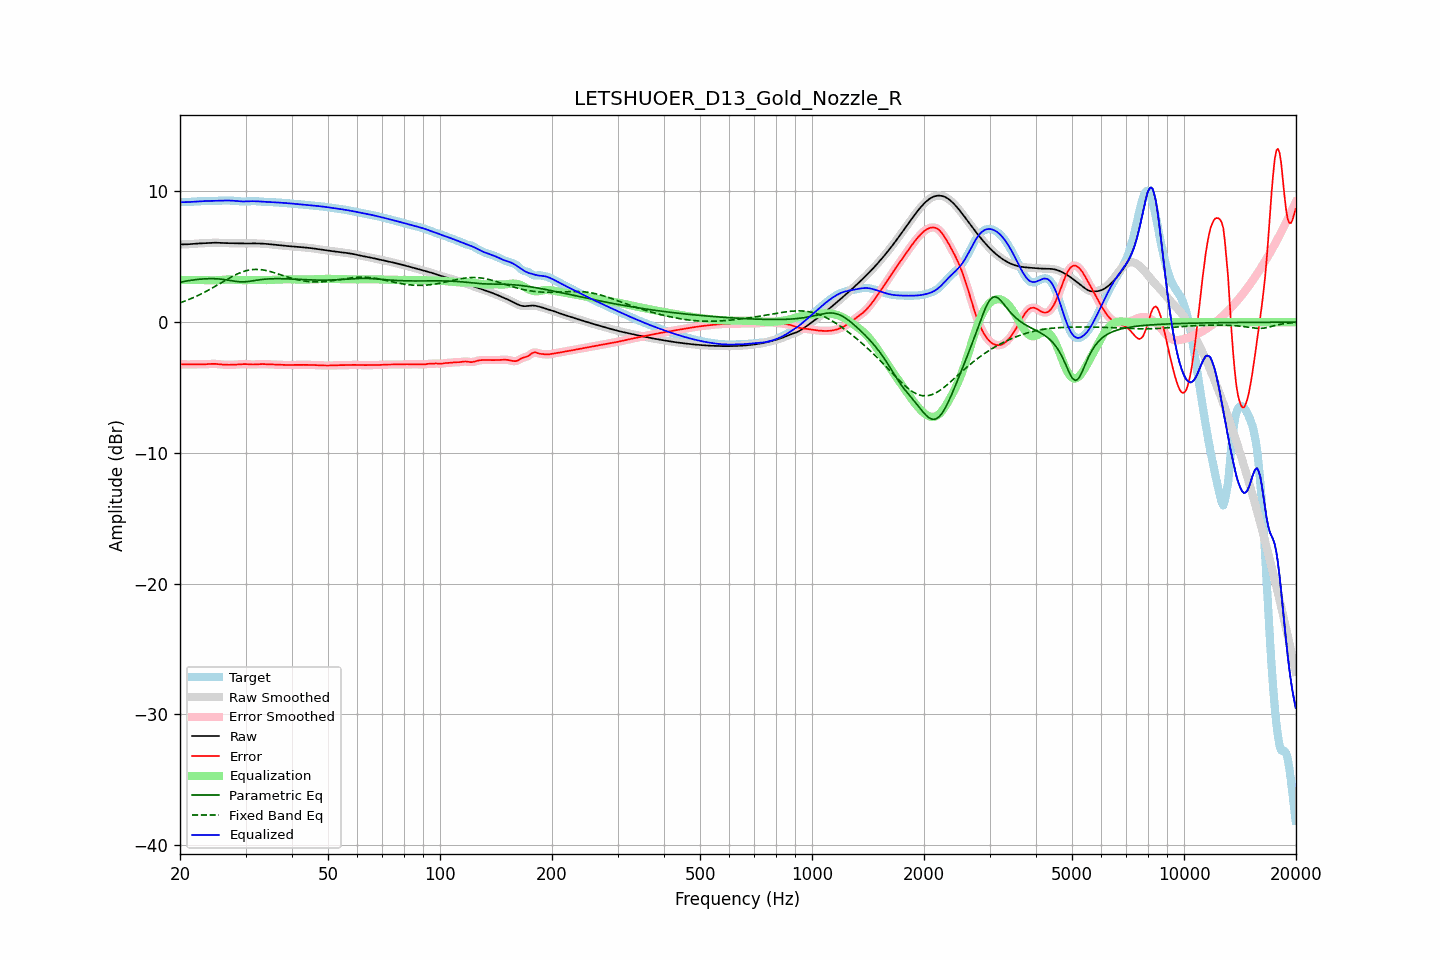 LETSHUOER_D13_Gold_Nozzle_R
Amplitude (dBr)
10
0
−10
−20
−30
−40
Target
Raw Smoothed
Error Smoothed
Raw
Error
Equalization
Parametric Eq
Fixed Band Eq
Equalized
20 50 100 200 500 1000 2000 5000 10000 20000
Frequency (Hz)